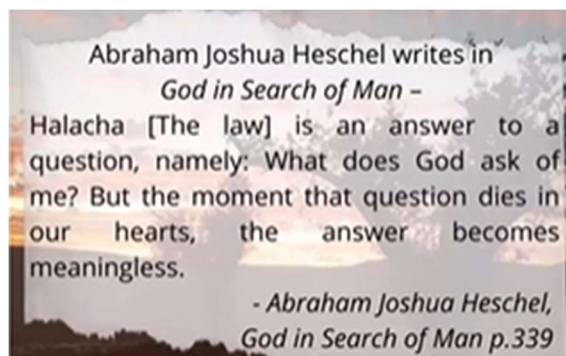 Abraham Joshua Heschel writes in
God in Search of Man –
Halacha [The law] is an answer to a
question, namely: What does God ask of
me? But the moment that question dies in
our hearts, the answer becomes
meaningless.
- Abraham Joshua Heschel,
God in Search of Man p.339